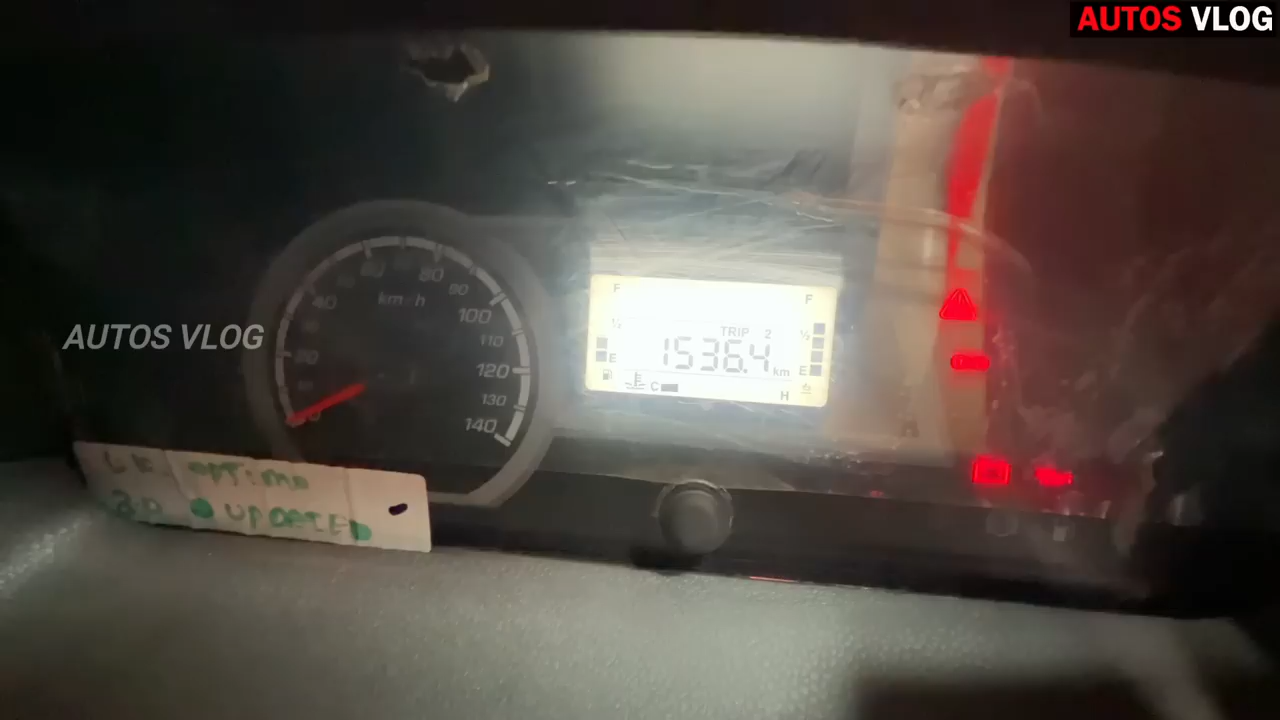 AUTOS VLOG
F
F
40
60
80
90
km/h
100
110
120
130
140
20
½
½
TRIP 2
1536.4 km
E
E
E
C
H
AUTOS VLOG
OPTIMO
UPDATED